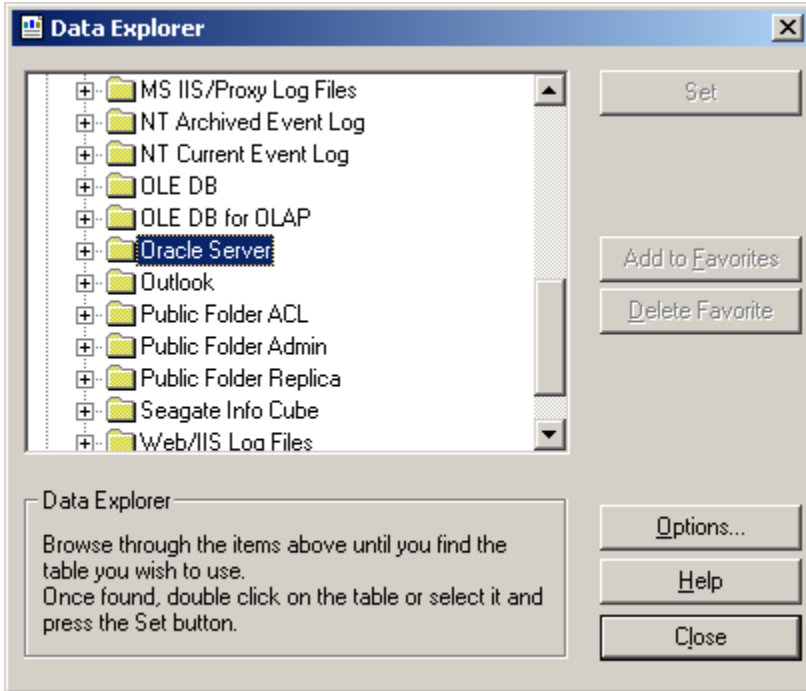 Data Explorer
MS IIS/Proxy Log Files
NT Archived Event Log
NT Current Event Log
OLE DB
OLE DB for OLAP
Oracle Server
Outlook
Public Folder ACL
Public Folder Admin
Public Folder Replica
Seagate Info Cube
Web/IIS Log Files
Set
Add to Favorites
Delete Favorite
Data Explorer
Browse through the items above until you find the
table you wish to use.
Once found, double click on the table or select it and
press the Set button.
Options...
Help
Close